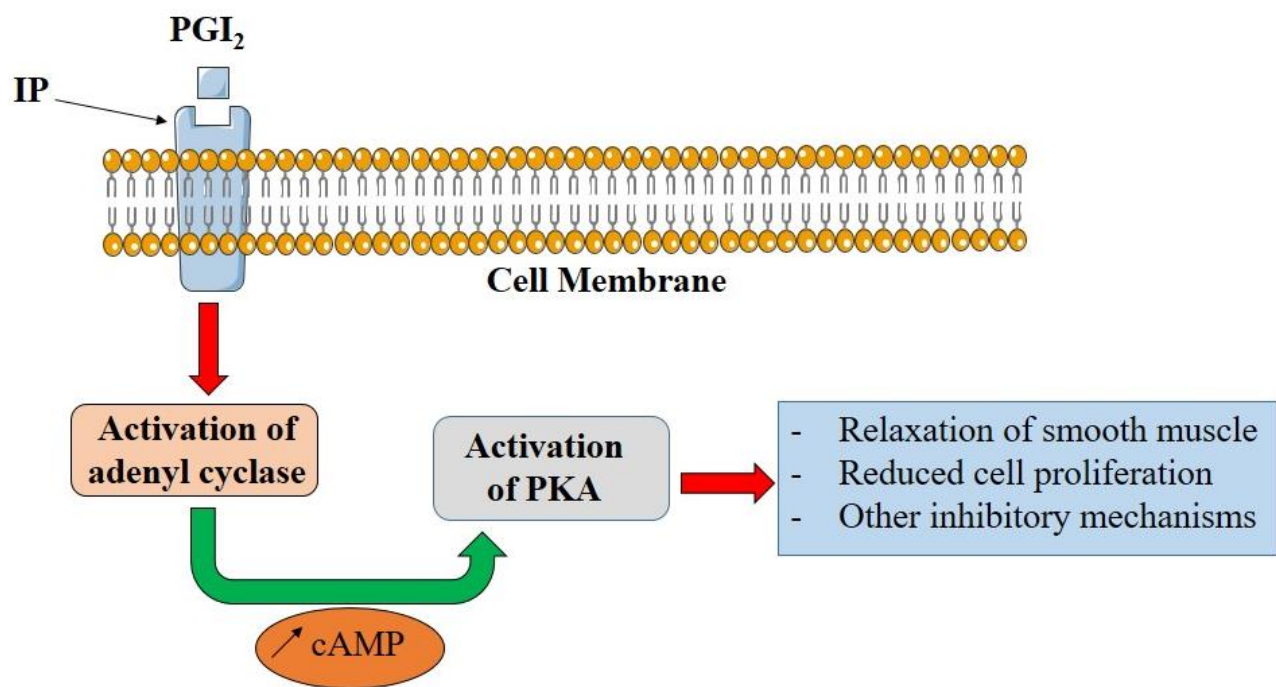 PGI₂
IP
Cell Membrane
Activation of
adenyl cyclase
Activation
of PKA
- Relaxation of smooth muscle
- Reduced cell proliferation
- Other inhibitory mechanisms
cAMP